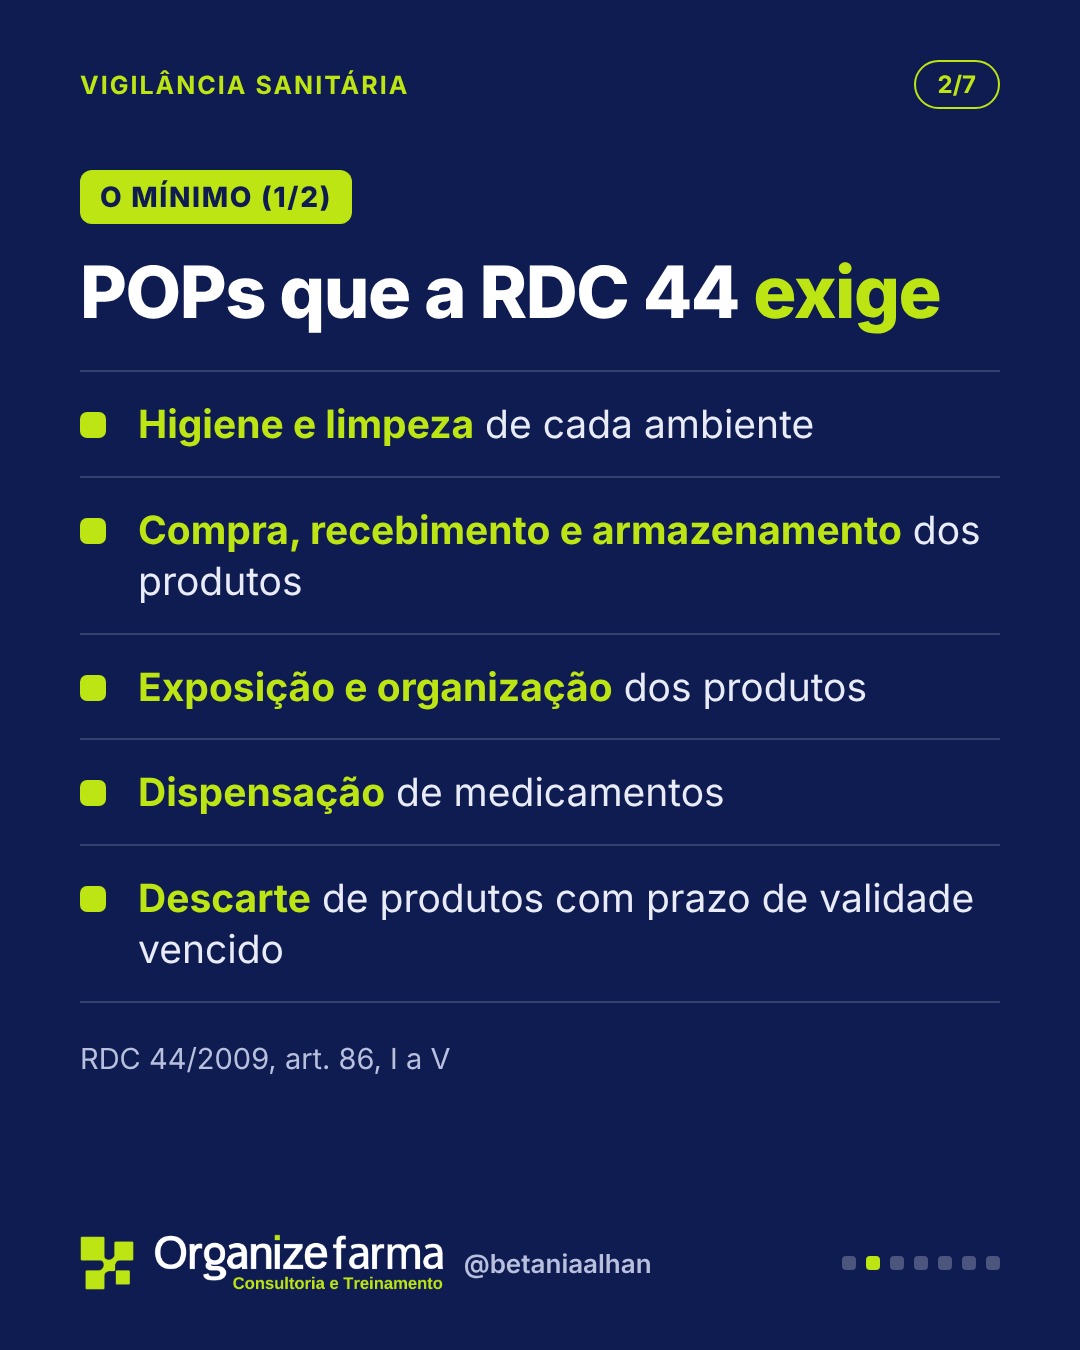 VIGILÂNCIA SANITÁRIA
2/7
O MÍNIMO (1/2)
POPs que a RDC 44 exige
Higiene e limpeza de cada ambiente
Compra, recebimento e armazenamento dos
produtos
Exposição e organização dos produtos
Dispensação de medicamentos
Descarte de produtos com prazo de validade
vencido
RDC 44/2009, art. 86, I a V
Organizefarma
Consultoria e Treinamento
@betaniaalhan